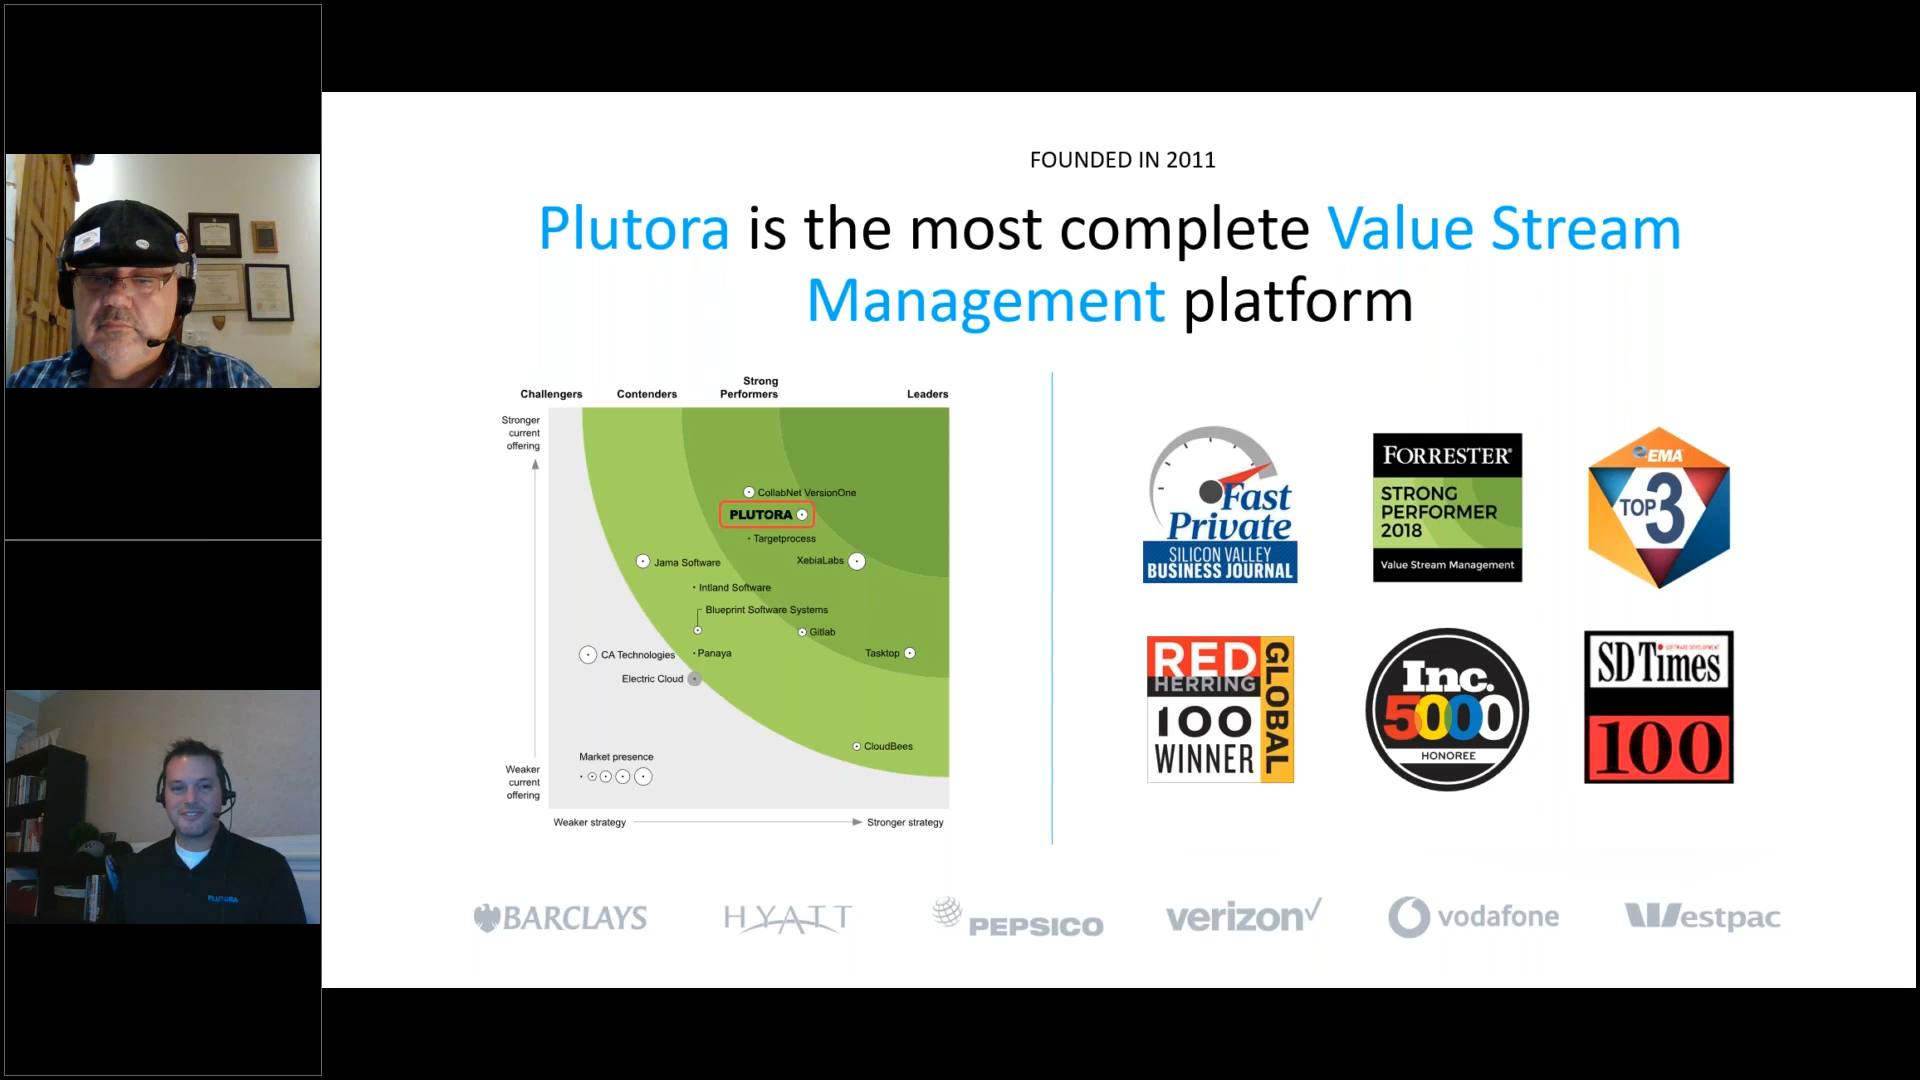 FOUNDED IN 2011
Plutora is the most complete Value Stream
Management platform
Challengers
Contenders
Strong
Performers
Leaders
Stronger
current
offering
CollabNet VersionOne
PLUTORA
Targetprocess
XebiaLabs
Jama Software
Intland Software
Blueprint Software Systems
Gitlab
CA Technologies
Panaya
Tasktop
Electric Cloud
CloudBees
Market presence
Weaker
current
offering
Weaker strategy
Stronger strategy
Fast
Private
SILICON VALLEY
BUSINESS JOURNAL
FORRESTER®
STRONG
PERFORMER
2018
Value Stream Management
EMA
TOP 3
RED
HERRING
100
WINNER
GLOBAL
Inc.
5000
HONOREE
SD Times
SOFTWARE DEVELOPMENT
100
BARCLAYS
HYATT
PEPSICO
verizon
vodafone
Westpac
PLUTORA